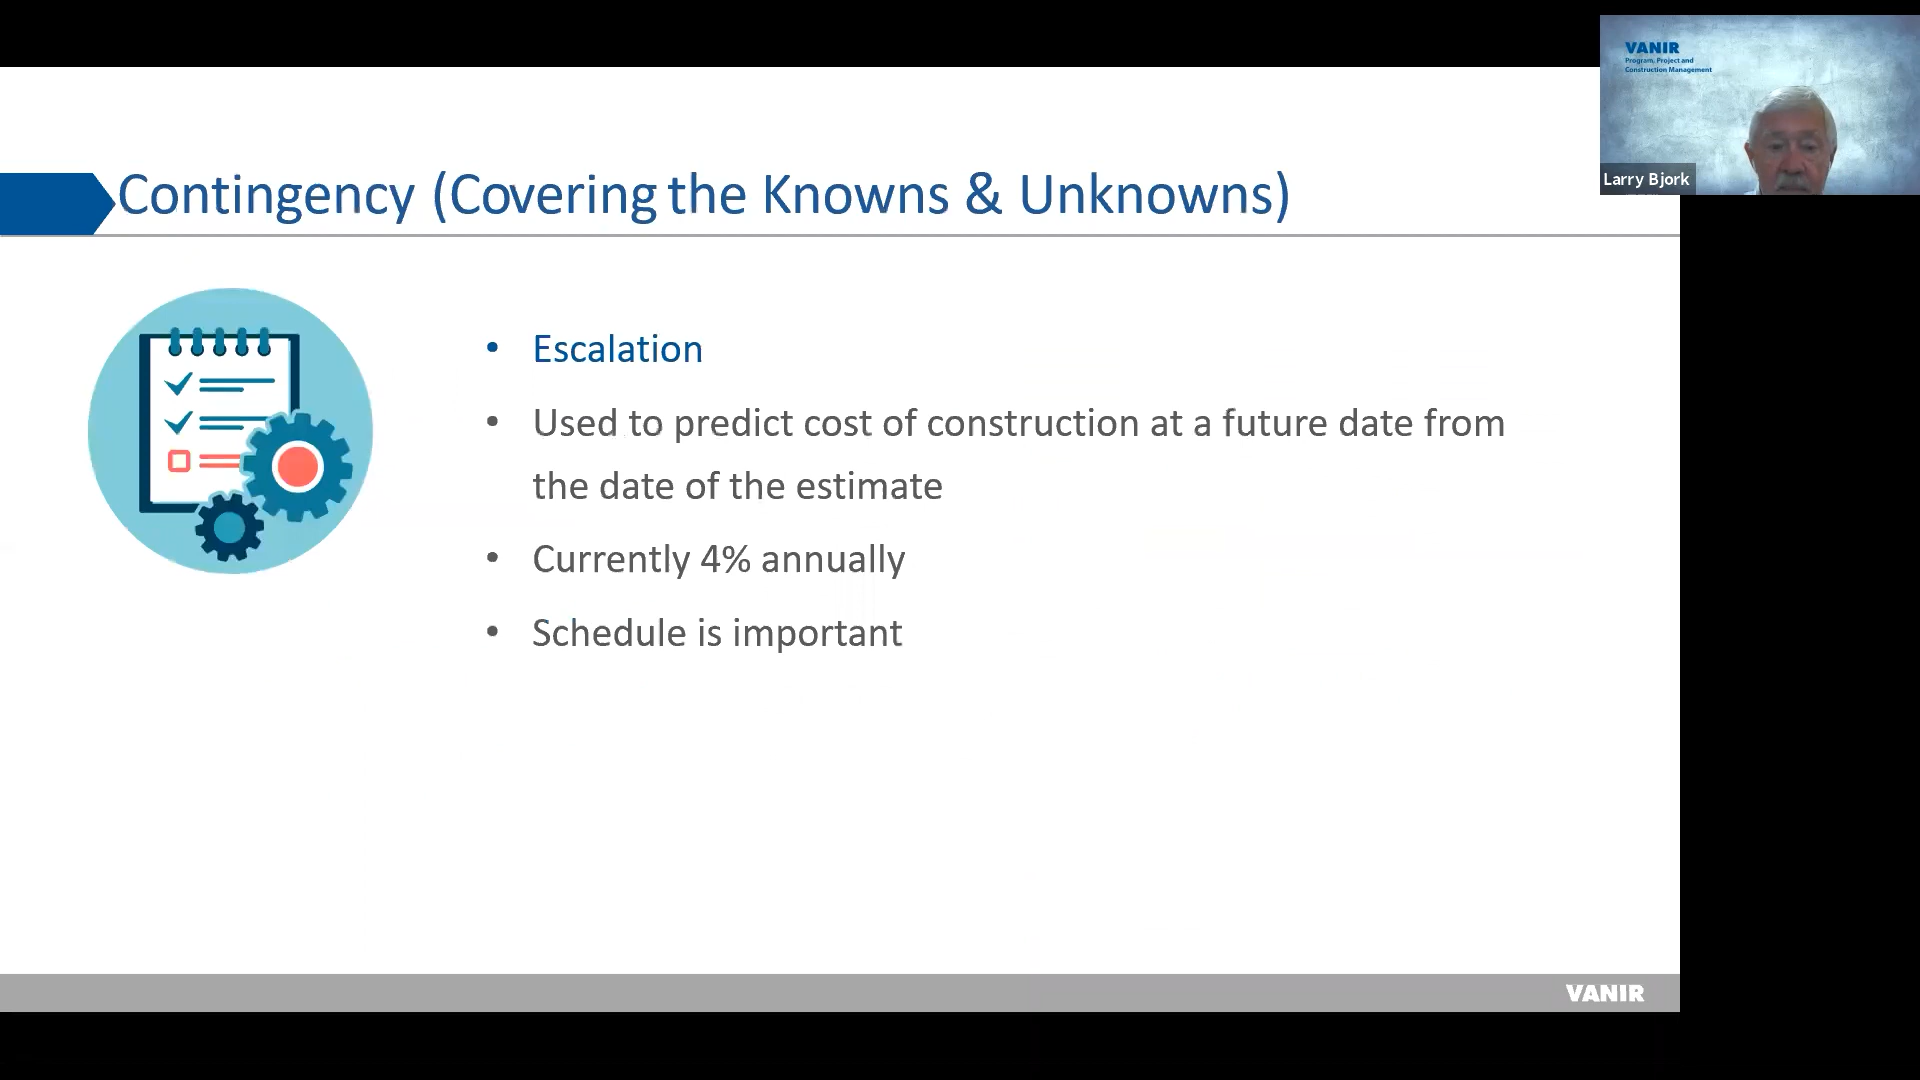 VANIR
Program, Project and
Construction Management
Larry Bjork
Contingency (Covering the Knowns & Unknowns)
• Escalation
• Used to predict cost of construction at a future date from
the date of the estimate
• Currently 4% annually
• Schedule is important
VANIR